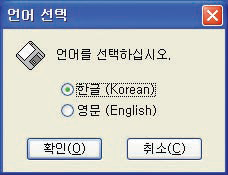 언어 선택
언어를 선택하십시오.
한글 (Korean)
영문 (English)
확인(O) 취소(C)